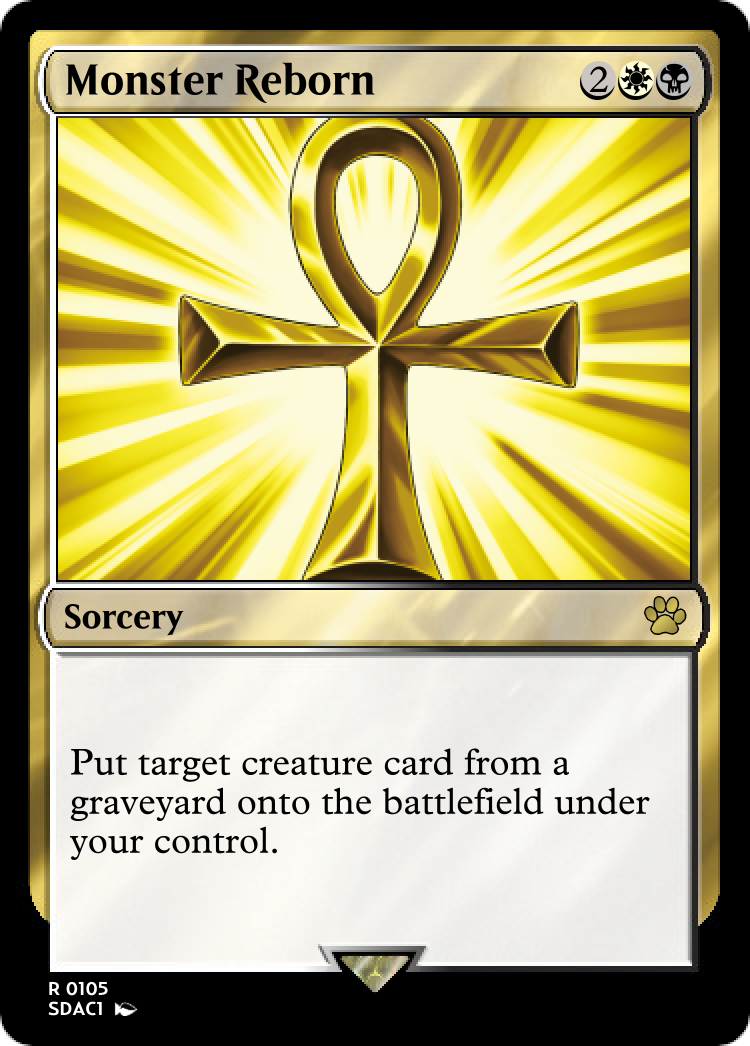 Monster Reborn 2
Sorcery
Put target creature card from a
graveyard onto the battlefield under
your control.
R 0105
SDAC1